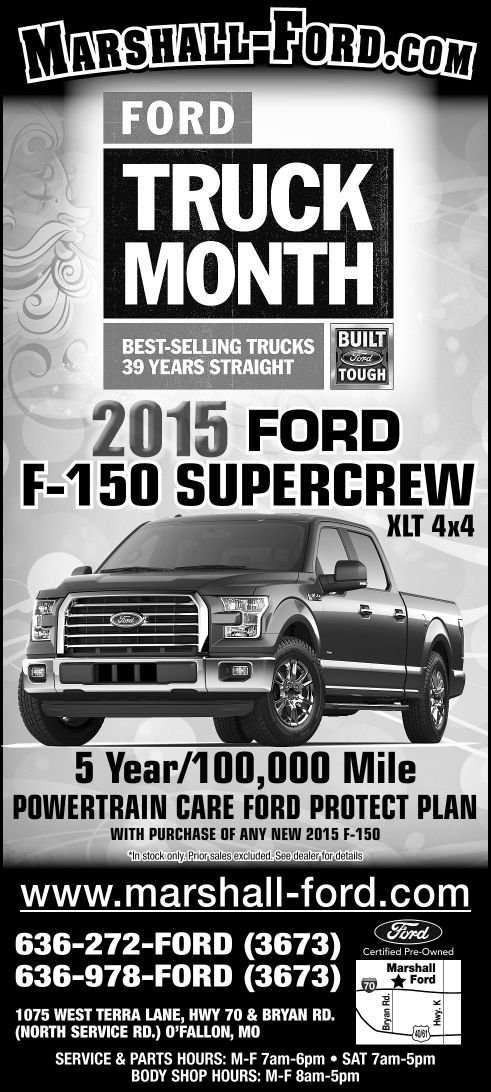 MARSHALL-FORD.COM
FORD
TRUCK
MONTH
BEST-SELLING TRUCKS
39 YEARS STRAIGHT
BUILT
Ford
TOUGH
2015 FORD
F-150 SUPERCREW
XLT 4x4
Ford
5 Year/100,000 Mile
POWERTRAIN CARE FORD PROTECT PLAN
WITH PURCHASE OF ANY NEW 2015 F-150
*In stock only. Prior sales excluded. See dealer for details
www.marshall-ford.com
636-272-FORD (3673)
636-978-FORD (3673)
1075 WEST TERRA LANE, HWY 70 & BRYAN RD.
(NORTH SERVICE RD.) O'FALLON, MO
Ford
Certified Pre-Owned
Marshall
Ford
70
Bryan Rd.
Hwy. K
40/61
SERVICE & PARTS HOURS: M-F 7am-6pm • SAT 7am-5pm
BODY SHOP HOURS: M-F 8am-5pm